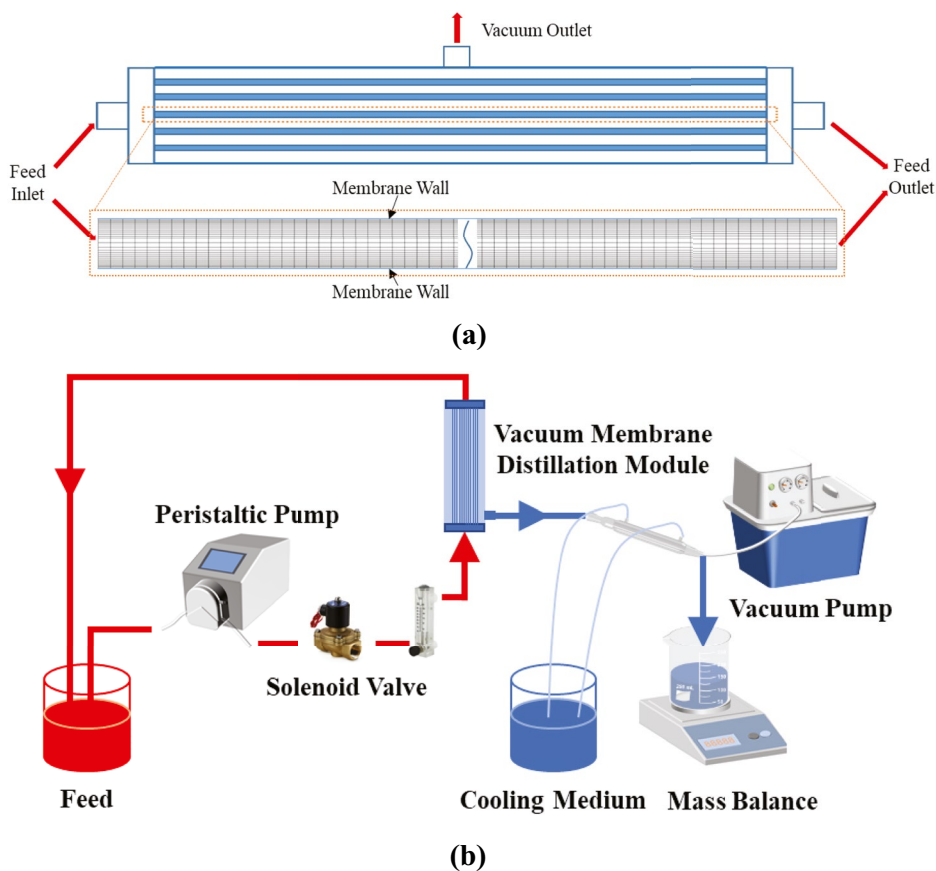 Vacuum Outlet
Feed
Inlet
Feed
Outlet
Membrane Wall
Membrane Wall
(a)
Vacuum Membrane
Distillation Module
Peristaltic Pump
Vacuum Pump
Solenoid Valve
Feed
Cooling Medium
Mass Balance
(b)